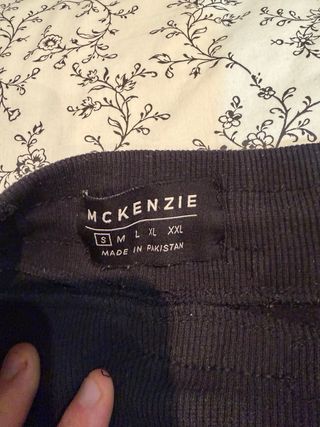 MCKENZIE
S M L XL XXL
MADE IN PAKISTAN